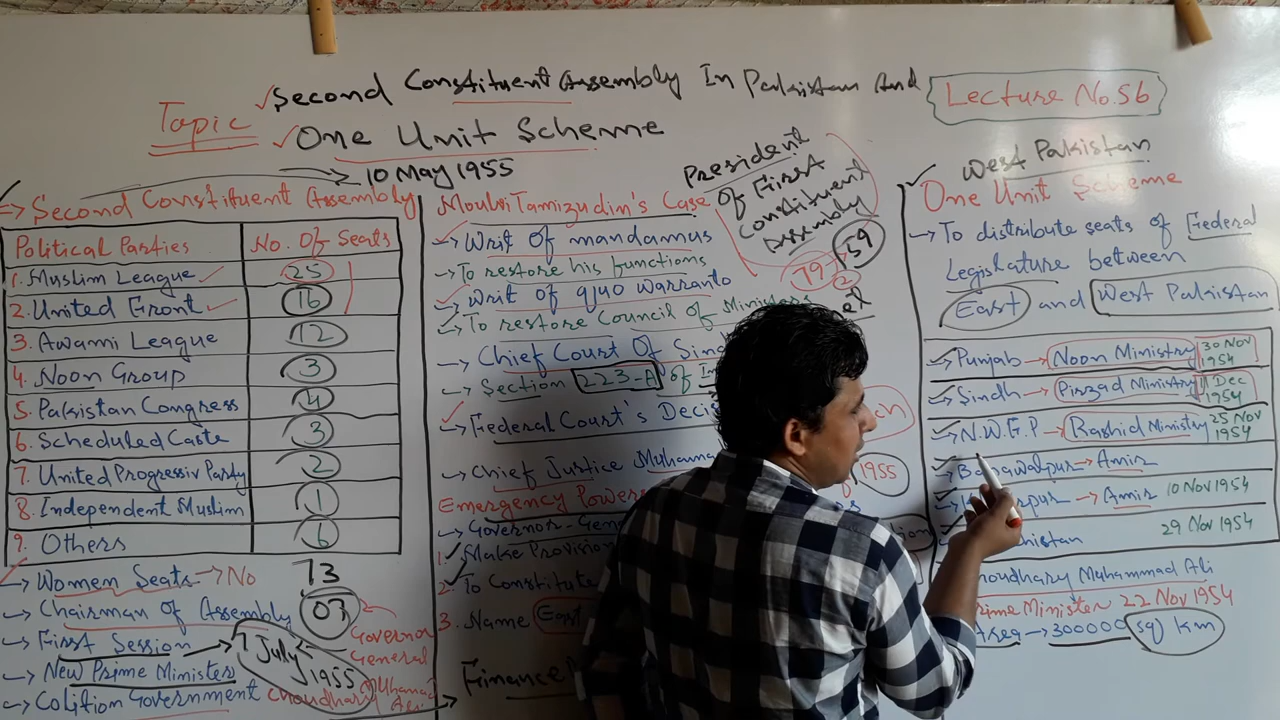 Topic
Second Constituent Assembly In Pakistan And
One Unit Scheme
Lecture No.56
10 May 1955
Second Constituent Assembly
Political Parties No. Of Seats
1. Muslim League 25
2. United Front 16
3. Awami League 12
4. Noon Group 3
5. Pakistan Congress 4
6. Scheduled Caste 3
7. United Progressiv Party 2
8. Independent Muslim 1
9. Others 6
Women Seats → No 73
Chairman of Assembly 07
Governor General
First Session → 7 July 1955
New Prime Minister
Colition Government Choudhary Muhamad Ali
Moulvi Tamizudin's Case
President Of First Constituent Assembly
59
79
2
Writ Of mandamus
To restore his functions
Writ of quo Warranto
To restore Council of Ministers
Chief Court Of
Section 223-A of
Federal Court's
Chief Justice
1955
Emergency Powers
Governor-
1. Make Provision
2. To Constitute
3. Name East
Finance
West Pakistan
One Unit Scheme
→ To distribute seats of Federal
Legislature between
East and West Pakistan
Punjab → Noon Ministry 30 Nov 1954
Sindh → Pirzad Ministry 11 Dec 1954
N.W.F.P → Rashid Ministry 25 Nov 1954
Bahawalpur → Amir
→ Amir 10 Nov 1954
29 Nov 1954
Choudhary Muhammad Ali
Prime Minister 22 Nov 1954
Area → 300000 sq Km